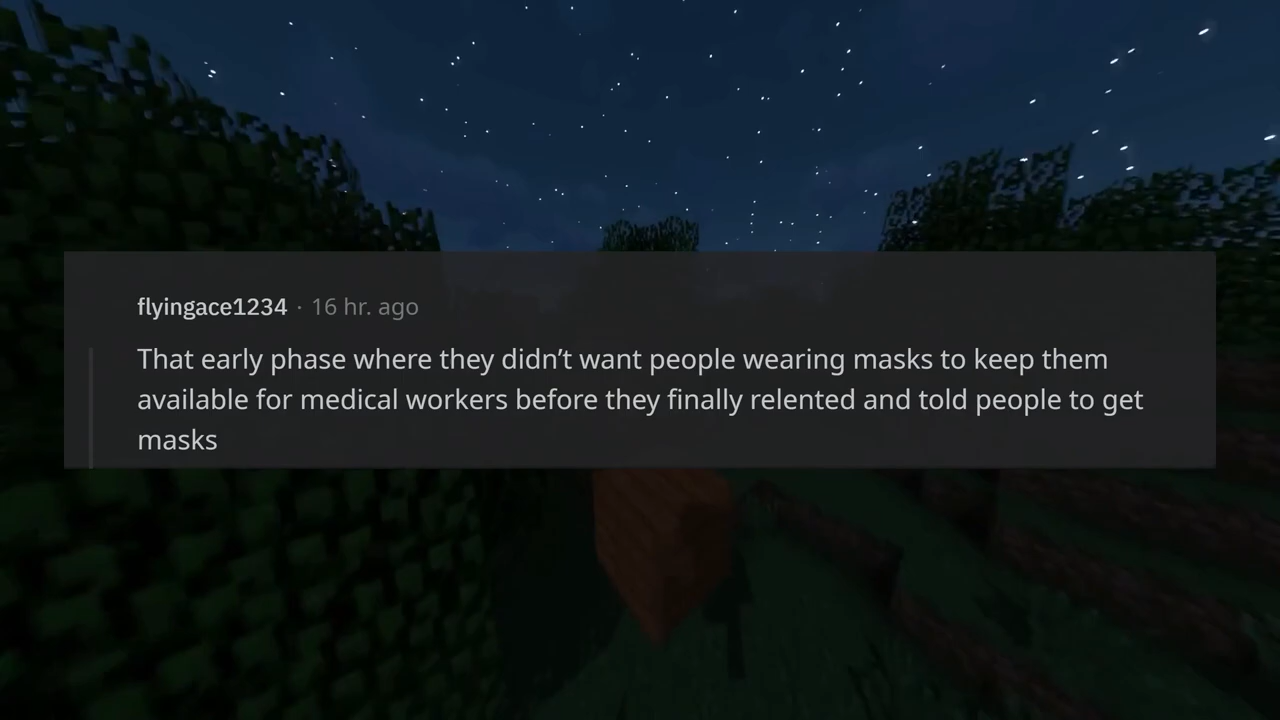 flyingace1234 · 16 hr. ago
That early phase where they didn’t want people wearing masks to keep them
available for medical workers before they finally relented and told people to get
masks